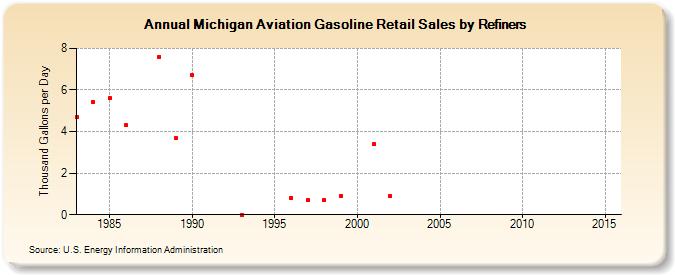 Annual Michigan Aviation Gasoline Retail Sales by Refiners
Thousand Gallons per Day
8
6
4
2
0
1985 1990 1995 2000 2005 2010 2015
Source: U.S. Energy Information Administration